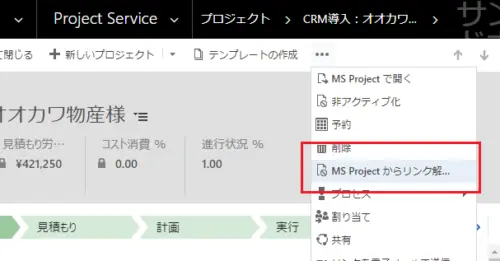 Project Service
プロジェクト
CRM導入：オオカワ...
て閉じる
新しいプロジェクト
テンプレートの作成
MS Project で開く
非アクティブ化
予約
削除
MS Project からリンク解...
プロセス
割り当て
共有
オオカワ物産様
見積もり労...
コスト消費 %
進行状況 %
¥421,250
0.00
1.00
見積もり
計画
実行